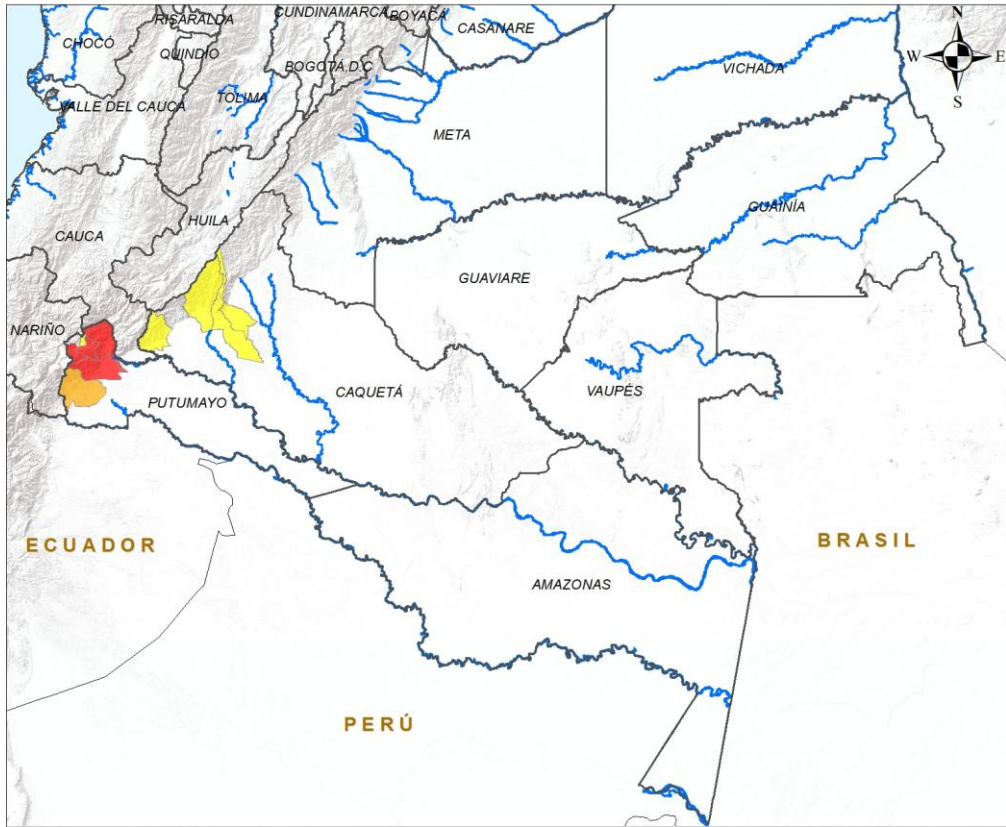 CUNDINAMARCA
BOYACÁ
RISARALDA
CASANARE
N
CHOCÓ
QUINDÍO
BOGOTÁ D.C
VICHADA
W
E
S
VALLE DEL CAUCA
TOLIMA
META
HUILA
GUAINÍA
CAUCA
GUAVIARE
NARIÑO
CAQUETÁ
VAUPÉS
PUTUMAYO
ECUADOR
BRASIL
AMAZONAS
PERÚ